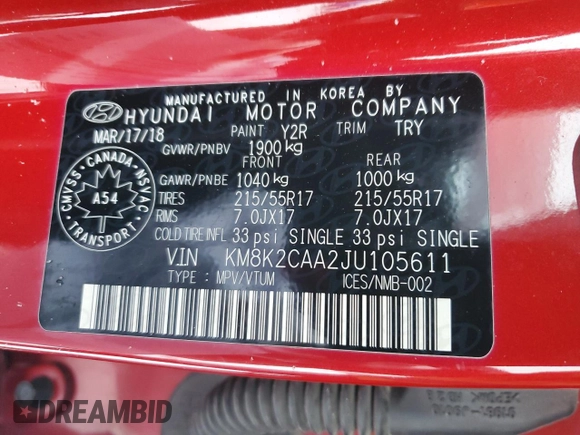 MANUFACTURED IN KOREA BY
HYUNDAI MOTOR COMPANY
MAR/17/18 PAINT Y2R TRIM TRY
GVWR/PNBV 1900 kg
FRONT REAR
GAWR/PNBE 1040 kg 1000 kg
TIRES 215/55R17 215/55R17
RIMS 7.0JX17 7.0JX17
COLD TIRE INFL 33 psi SINGLE 33 psi SINGLE
VIN KM8K2CAA2JU105611
TYPE : MPV/VTUM ICES/NMB-002
CMVSS • CANADA • NSVAC
A54
TRANSPORT
DREAMBID